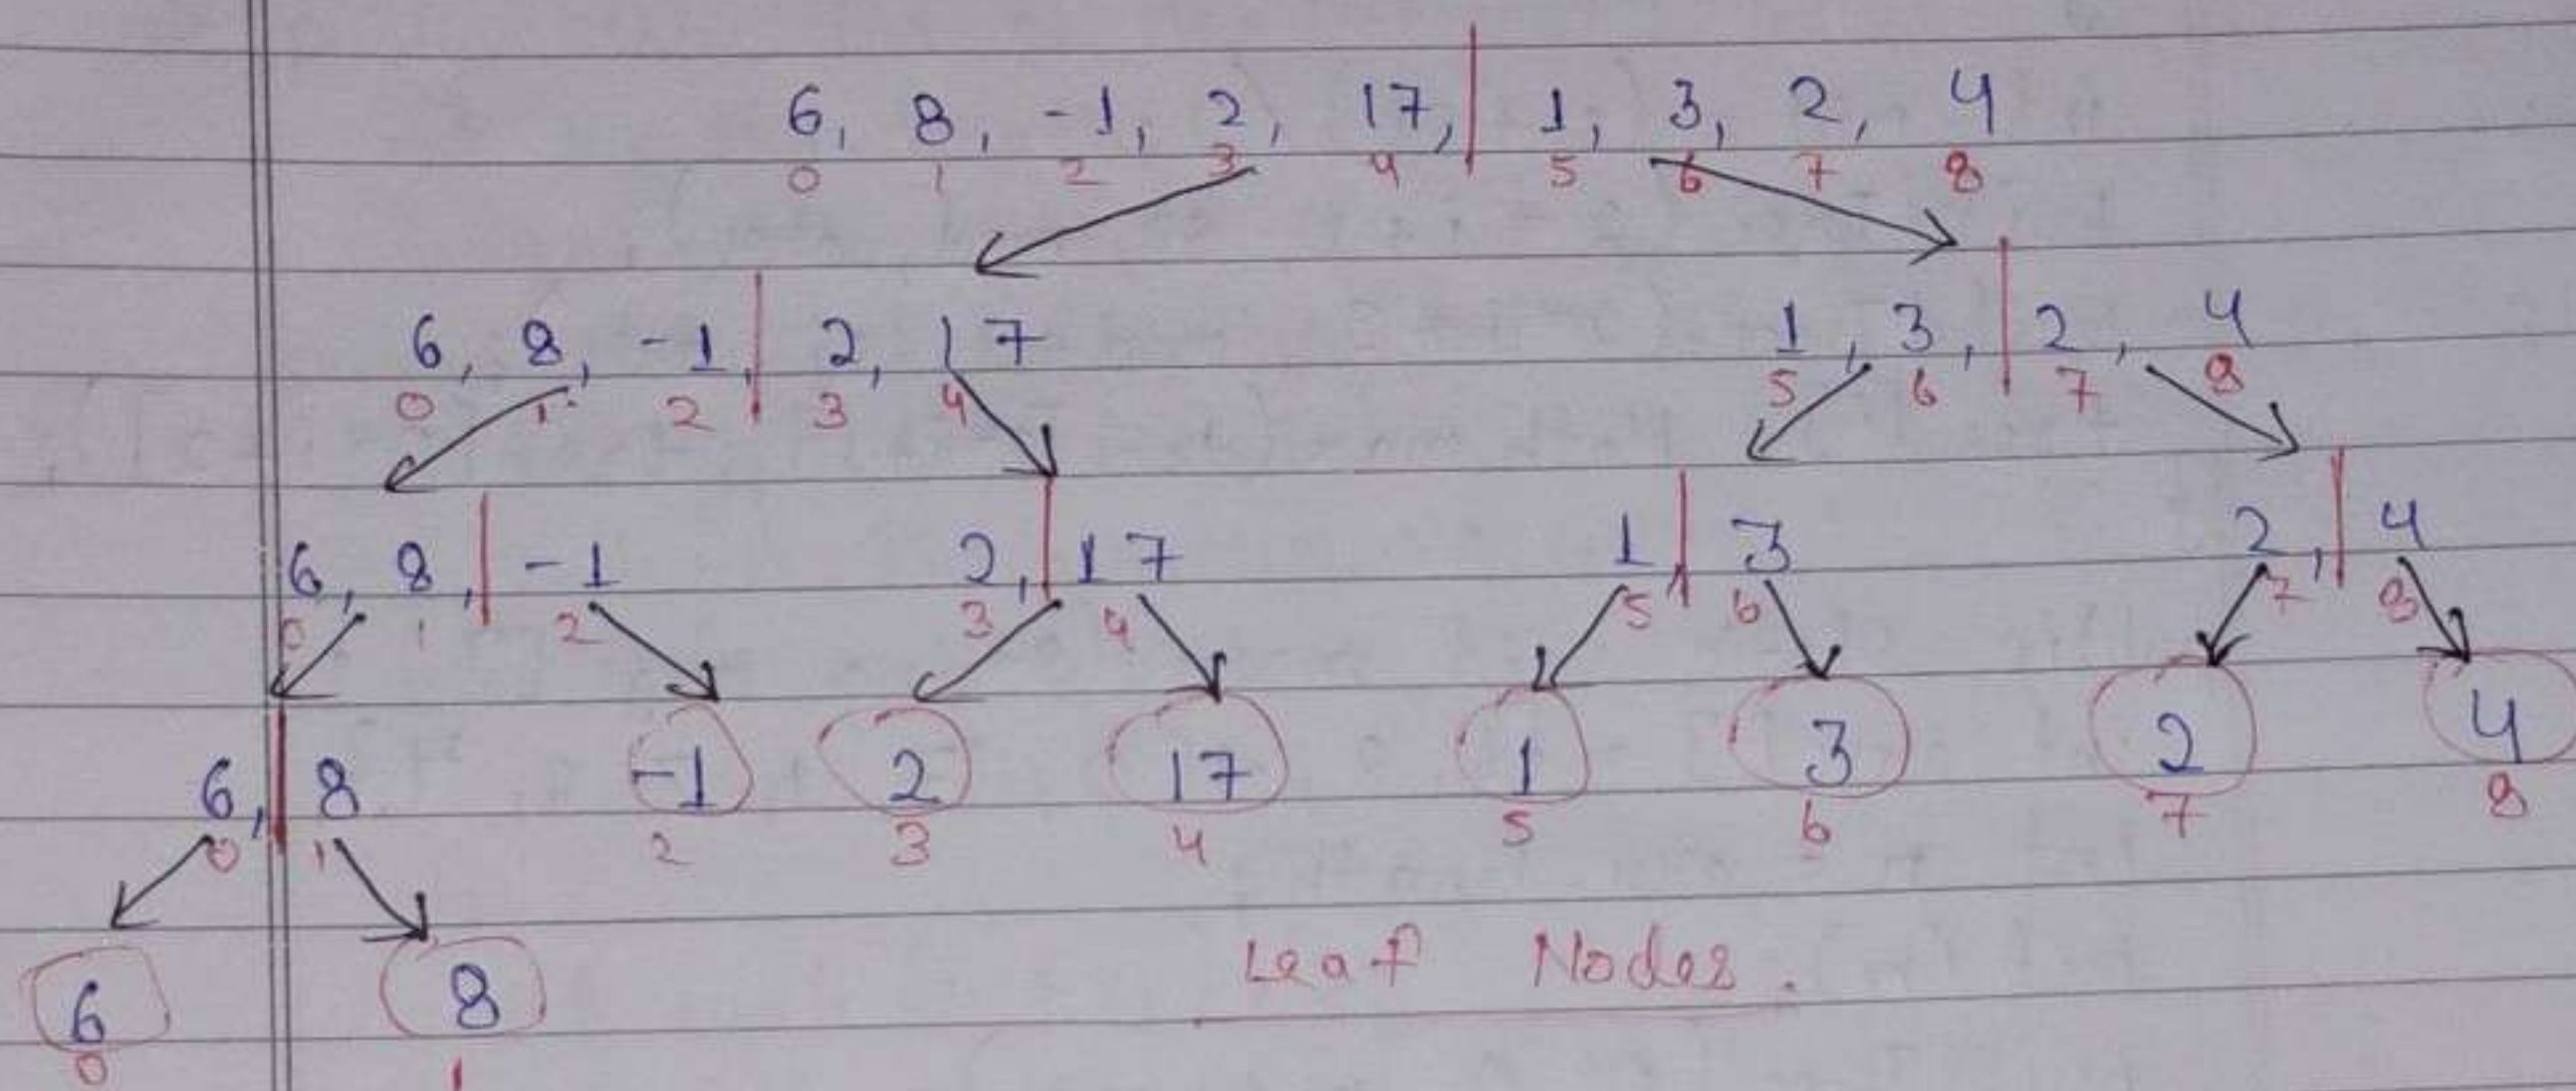 6, 8, -1, 2, 17, | 1, 3, 2, 4
0 1 2 3 4 5 6 7 8
6, 8, -1, | 2, 17 1, 3, | 2, 4
0 1 2 3 4 5 6 7 8
6, 8, | -1 2, | 17 1, | 3 2, | 4
0 1 2 3 4 5 6 7 8
6, | 8 -1 2 17 1 3 2 4
0 1 2 3 4 5 6 7 8
Leaf Nodes.
6 8
0 1